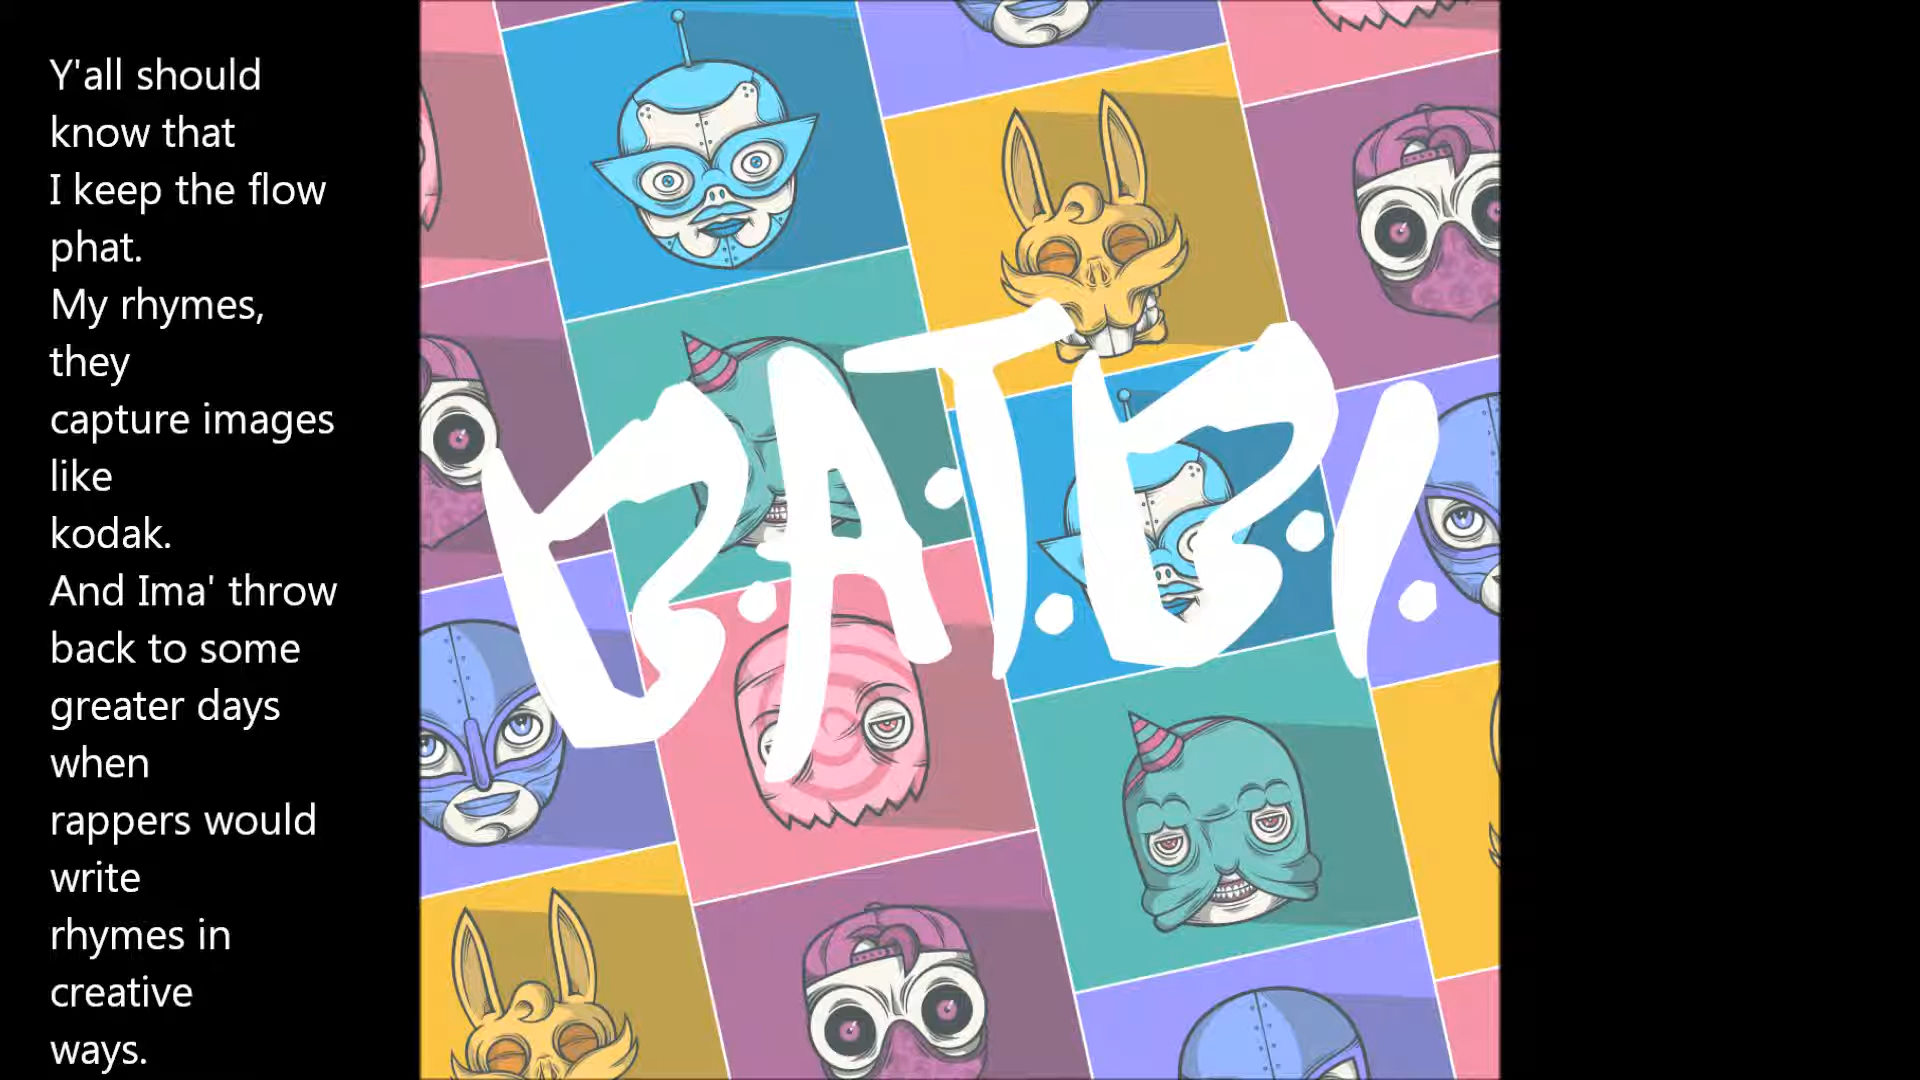 Y'all should
know that
I keep the flow
phat.
My rhymes,
they
capture images
like
kodak.
And Ima' throw
back to some
greater days
when
rappers would
write
rhymes in
creative
ways.
B.A.T.B.I.